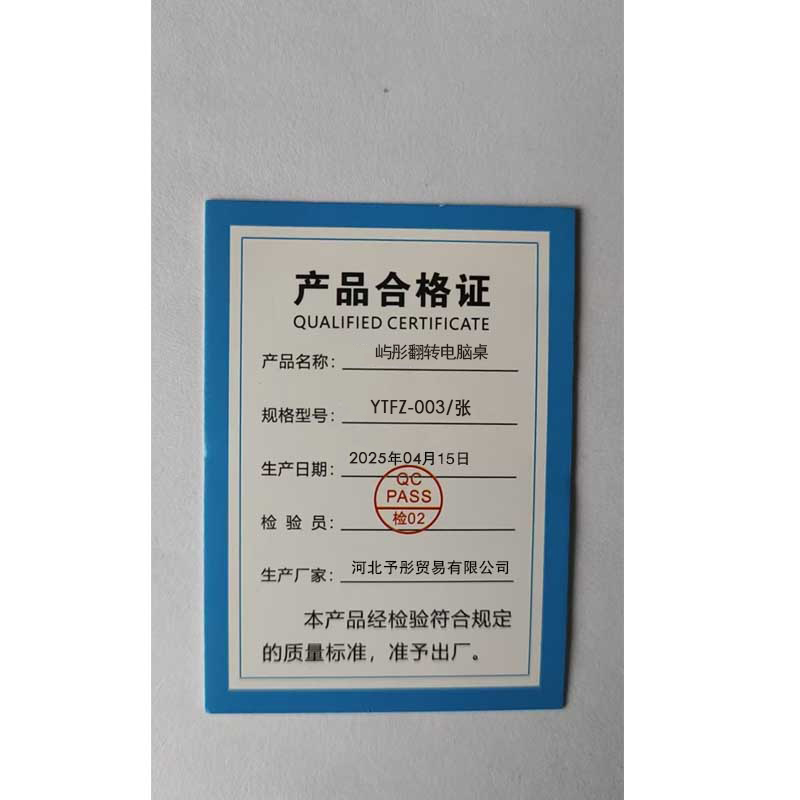 产品合格证
QUALIFIED CERTIFICATE
产品名称： 屿彤翻转电脑桌
规格型号： YTFZ-003/张
生产日期： 2025年04月15日
QC
PASS
检 验 员： 检02
生产厂家： 河北予彤贸易有限公司
本产品经检验符合规定
的质量标准，准予出厂。